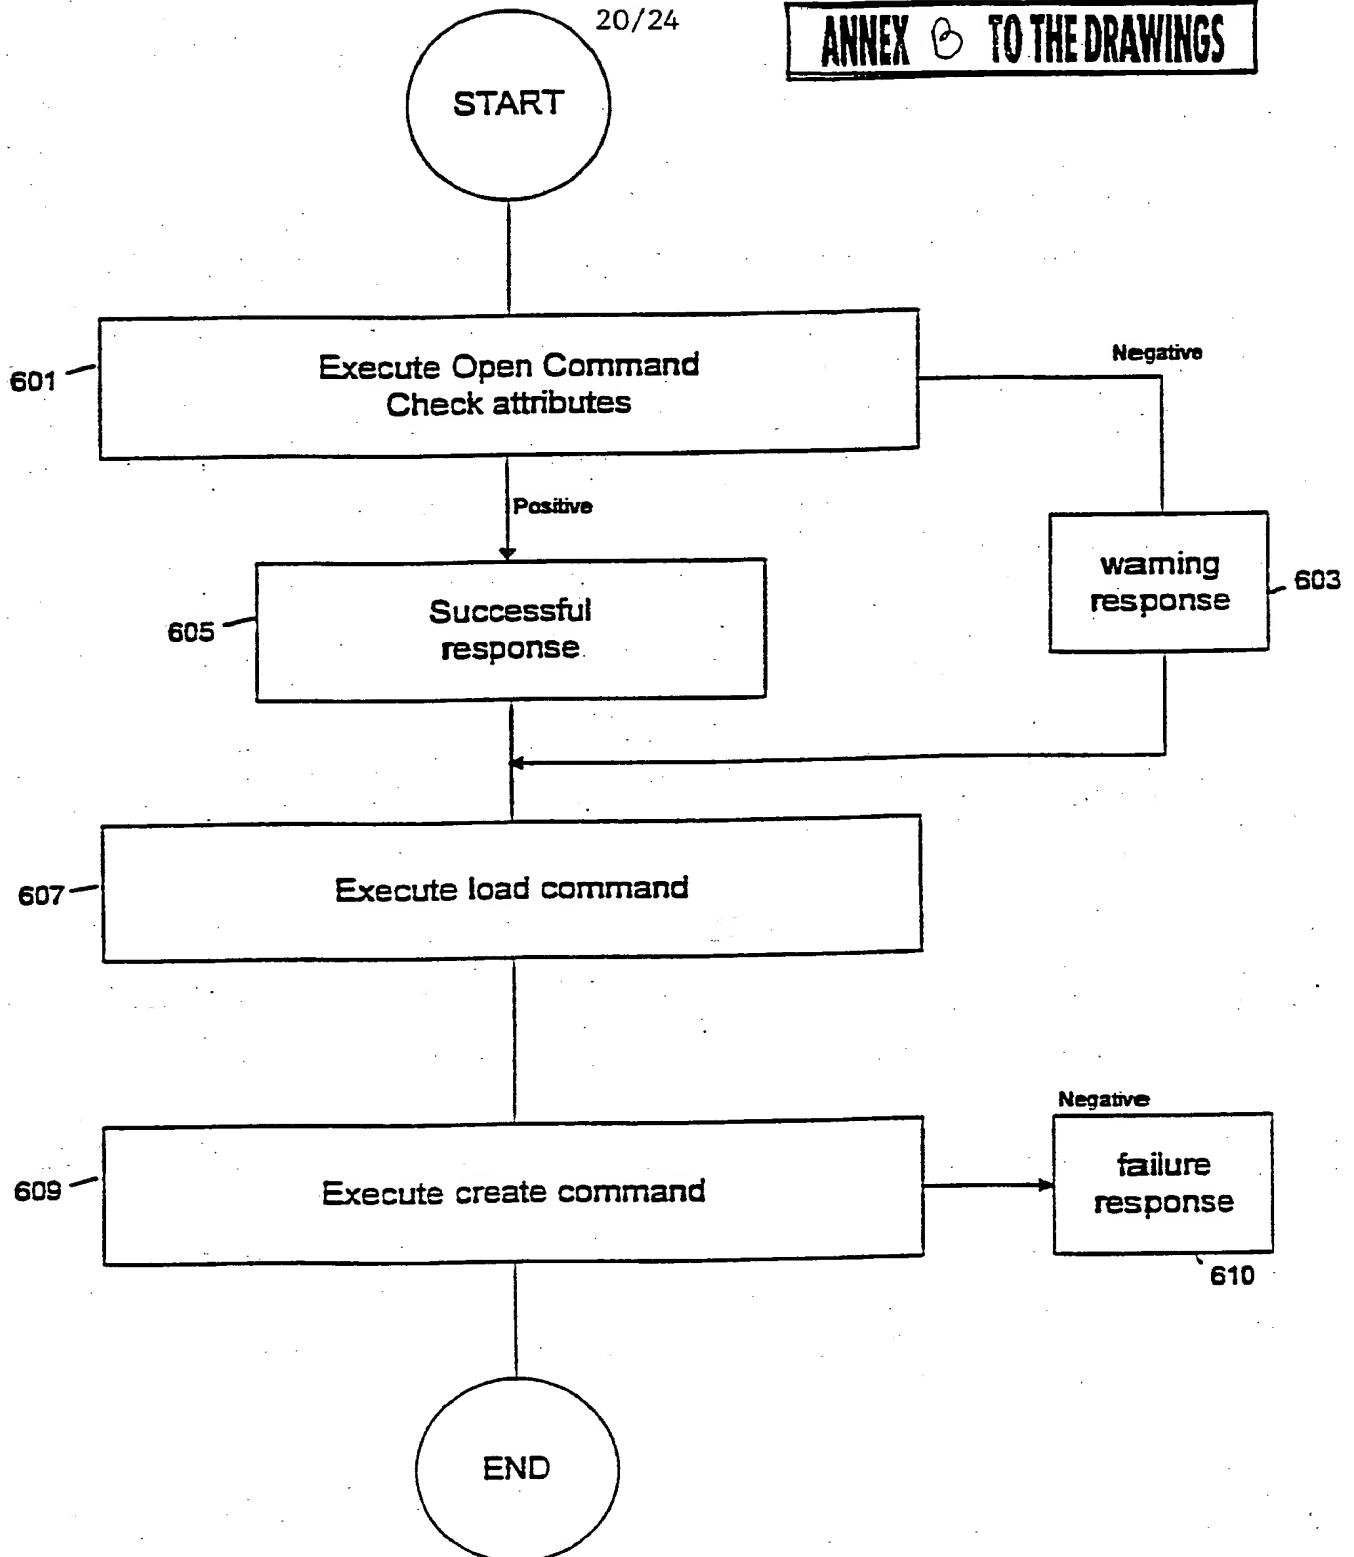 20/24
ANNEX B TO THE DRAWINGS
START
601
Execute Open Command
Check attributes
Negative
Positive
603
warning
response
605
Successful
response
607
Execute load command
609
Execute create command
Negative
failure
response
610
END